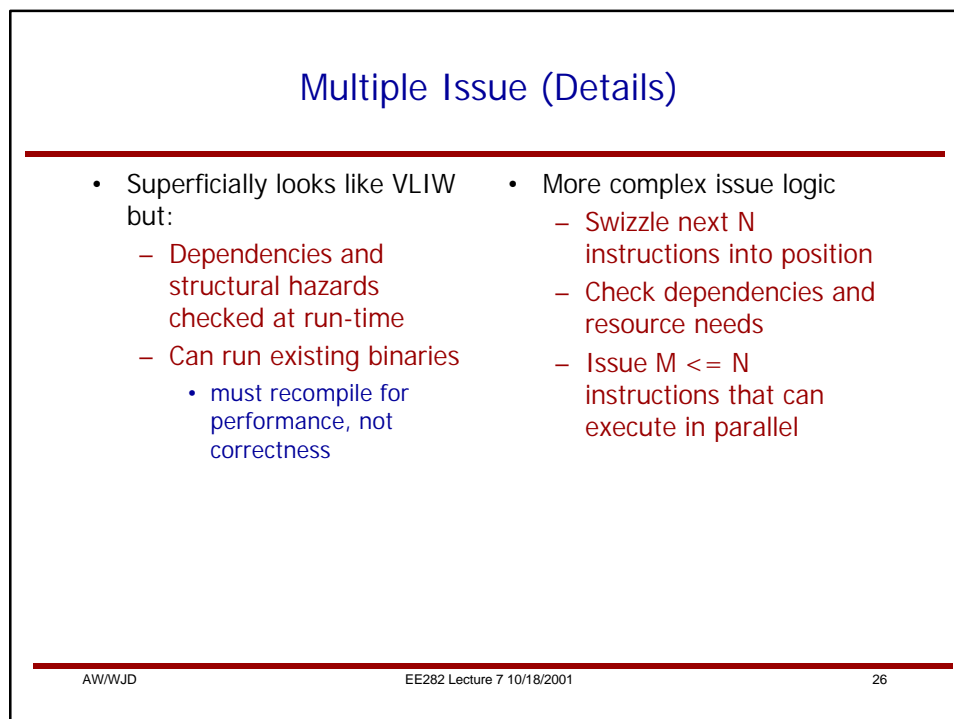 Multiple Issue (Details)
• Superficially looks like VLIW
but:
– Dependencies and
structural hazards
checked at run-time
– Can run existing binaries
• must recompile for
performance, not
correctness
• More complex issue logic
– Swizzle next N
instructions into position
– Check dependencies and
resource needs
– Issue M <= N
instructions that can
execute in parallel
AW/WJD
EE282 Lecture 7 10/18/2001
26